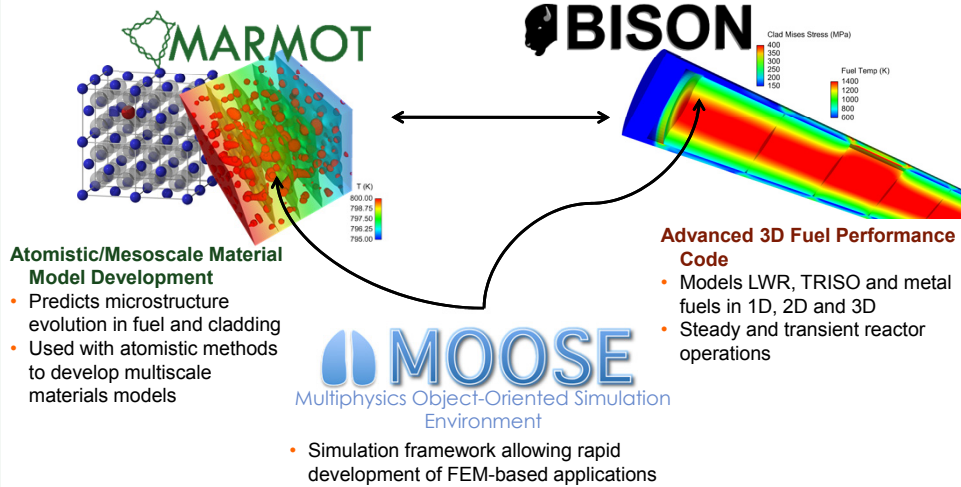 MARMOT
T (K)
800.00
798.75
797.50
796.25
795.00
Atomistic/Mesoscale Material
Model Development
• Predicts microstructure
evolution in fuel and cladding
• Used with atomistic methods
to develop multiscale
materials models
BISON
Clad Mises Stress (MPa)
400
350
300
250
200
150
Fuel Temp (K)
1400
1200
1000
800
600
Advanced 3D Fuel Performance
Code
• Models LWR, TRISO and metal
fuels in 1D, 2D and 3D
• Steady and transient reactor
operations
MOOSE
Multiphysics Object-Oriented Simulation
Environment
• Simulation framework allowing rapid
development of FEM-based applications